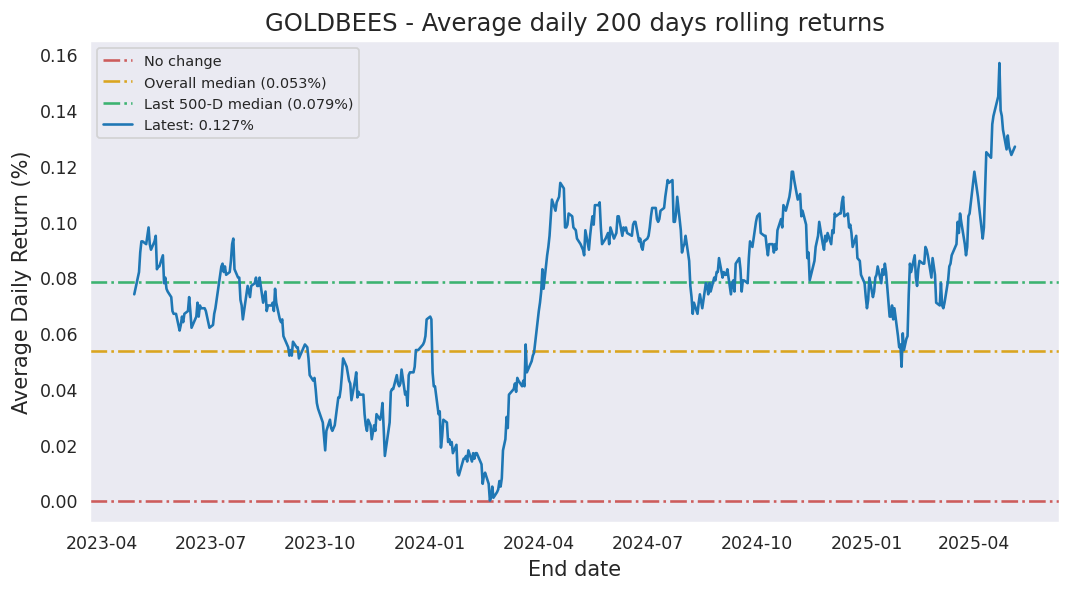 GOLDBEES - Average daily 200 days rolling returns
No change
Overall median (0.053%)
Last 500-D median (0.079%)
Latest: 0.127%
Average Daily Return (%)
0.16
0.14
0.12
0.10
0.08
0.06
0.04
0.02
0.00
2023-04 2023-07 2023-10 2024-01 2024-04 2024-07 2024-10 2025-01 2025-04
End date